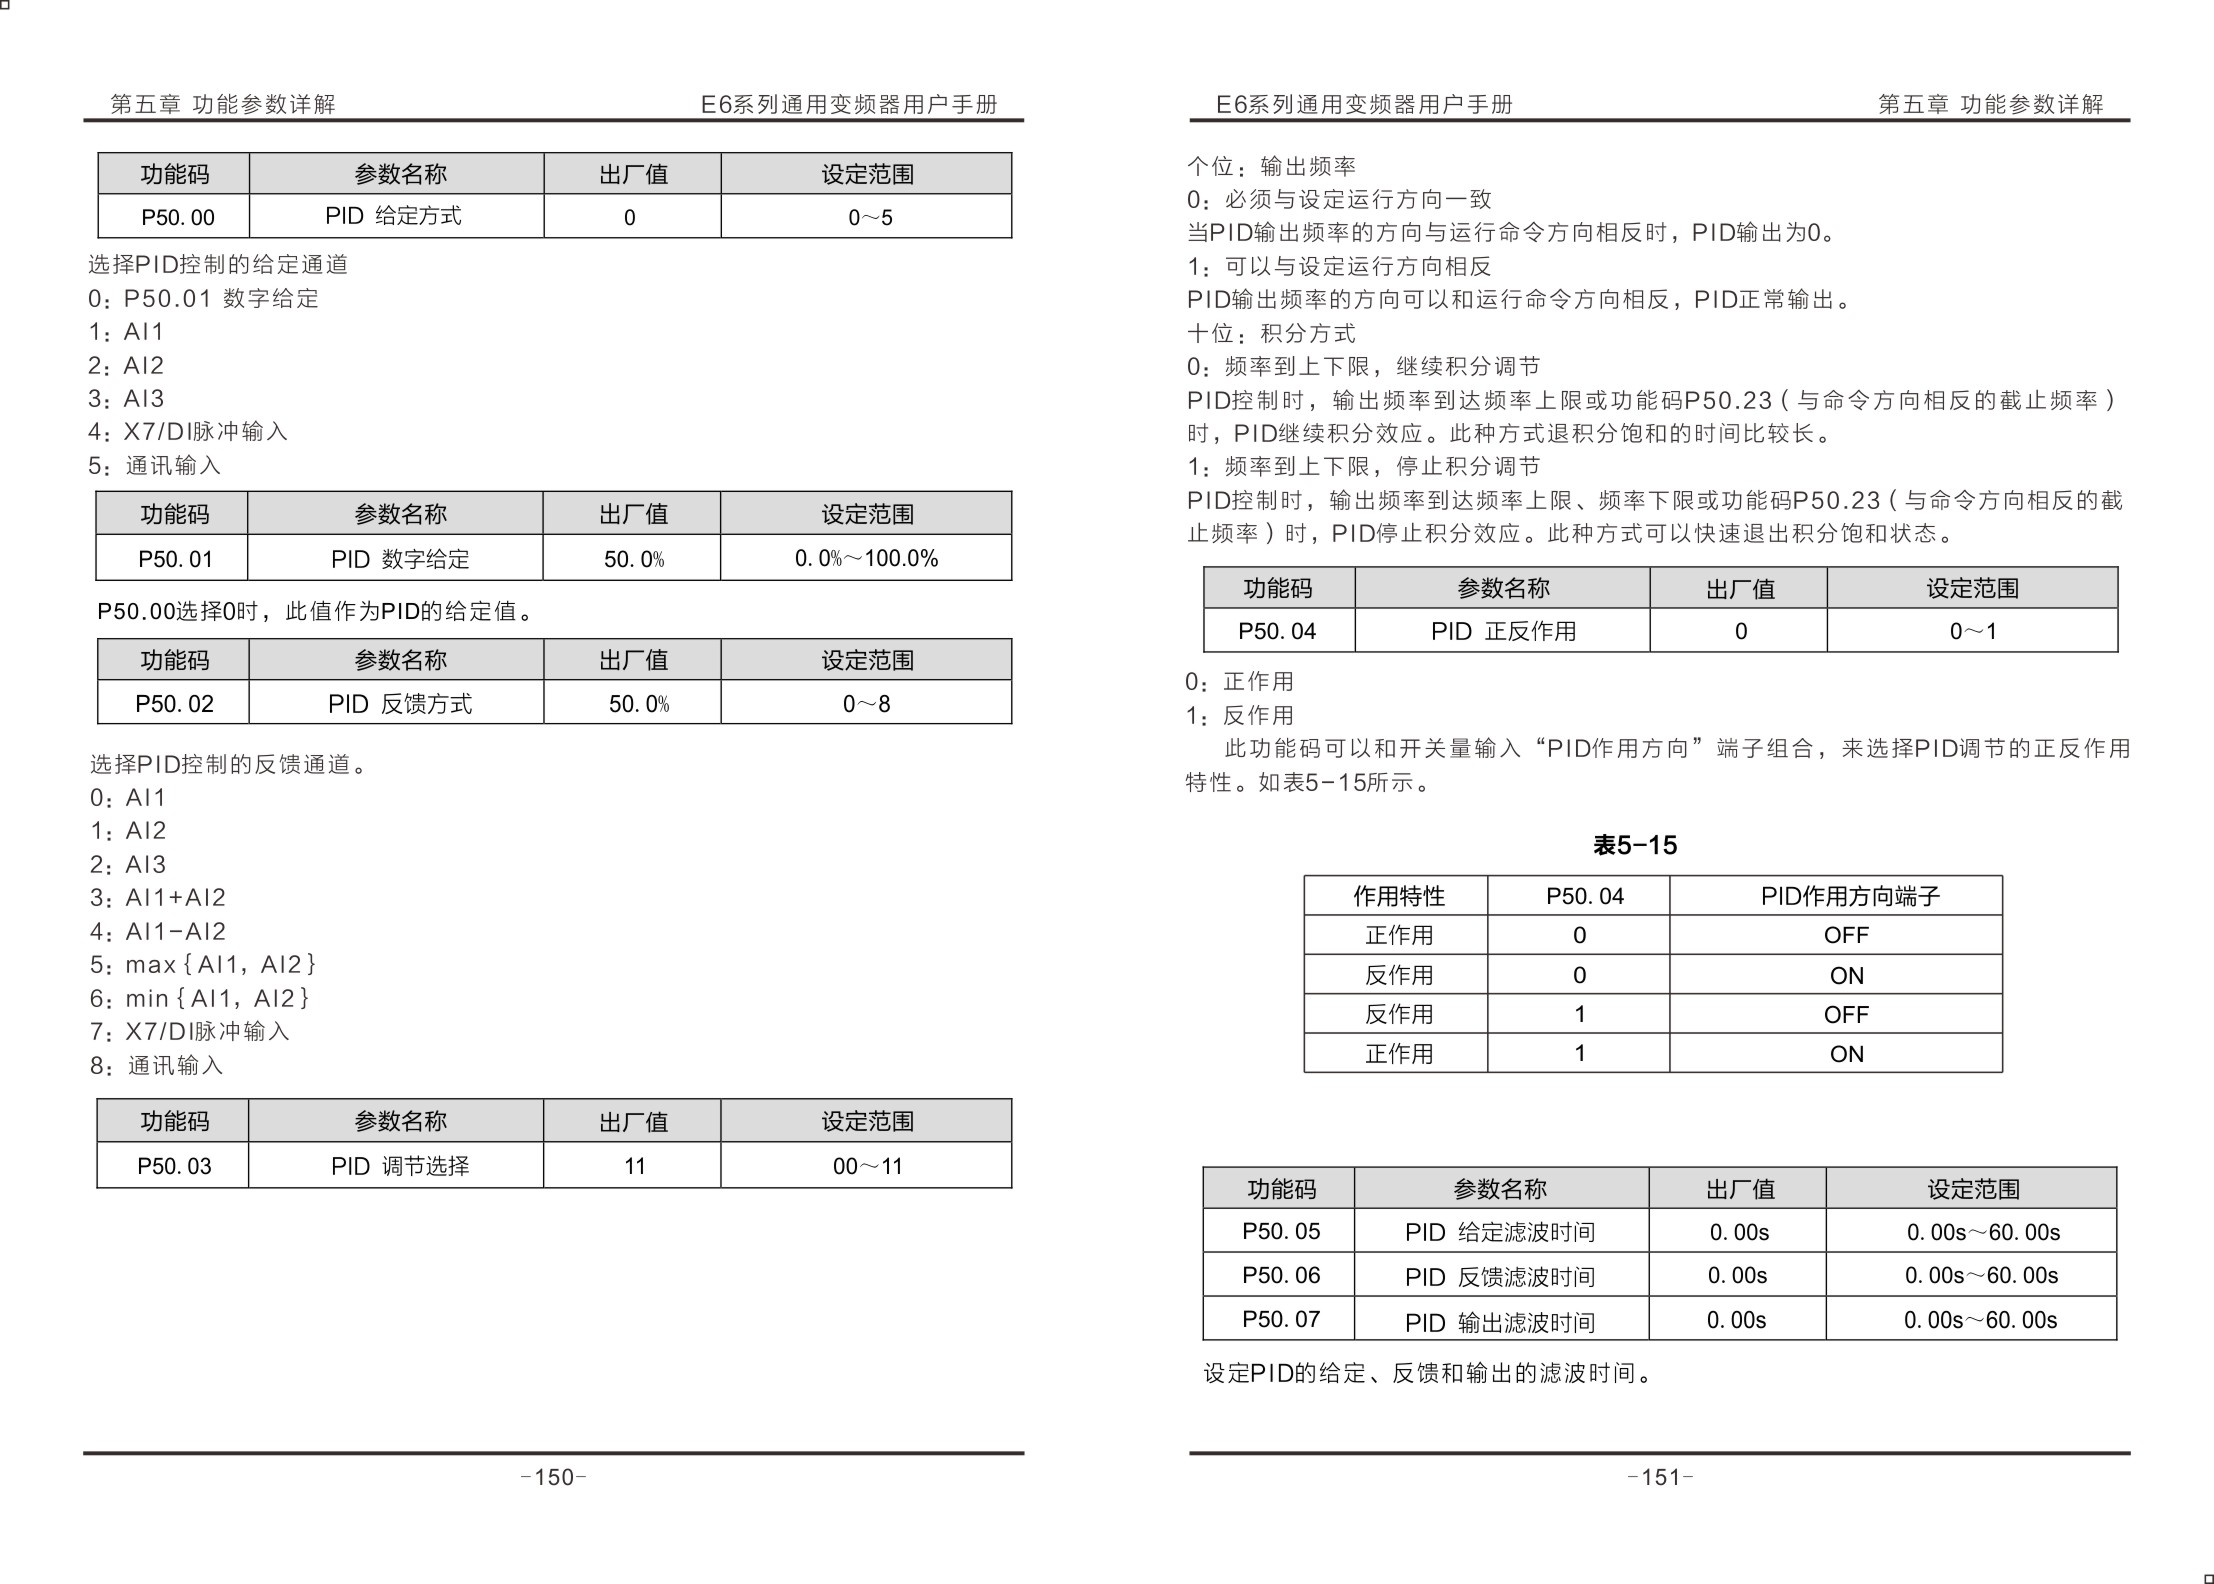 第五章 功能参数详解 E6系列通用变频器用户手册
功能码 参数名称 出厂值 设定范围
P50.00 PID 给定方式 0 0～5
选择PID控制的给定通道
0：P50.01 数字给定
1：AI1
2：AI2
3：AI3
4：X7/DI脉冲输入
5：通讯输入
功能码 参数名称 出厂值 设定范围
P50.01 PID 数字给定 50.0% 0.0%～100.0%
P50.00选择0时，此值作为PID的给定值。
功能码 参数名称 出厂值 设定范围
P50.02 PID 反馈方式 50.0% 0～8
选择PID控制的反馈通道。
0：AI1
1：AI2
2：AI3
3：AI1+AI2
4：AI1-AI2
5：max{AI1，AI2}
6：min{AI1，AI2}
7：X7/DI脉冲输入
8：通讯输入
功能码 参数名称 出厂值 设定范围
P50.03 PID 调节选择 11 00～11
-150-
E6系列通用变频器用户手册 第五章 功能参数详解
个位：输出频率
0：必须与设定运行方向一致
当PID输出频率的方向与运行命令方向相反时，PID输出为0。
1：可以与设定运行方向相反
PID输出频率的方向可以和运行命令方向相反，PID正常输出。
十位：积分方式
0：频率到上下限，继续积分调节
PID控制时，输出频率到达频率上限或功能码P50.23（与命令方向相反的截止频率）
时，PID继续积分效应。此种方式退积分饱和的时间比较长。
1：频率到上下限，停止积分调节
PID控制时，输出频率到达频率上限、频率下限或功能码P50.23（与命令方向相反的截
止频率）时，PID停止积分效应。此种方式可以快速退出积分饱和状态。
功能码 参数名称 出厂值 设定范围
P50.04 PID 正反作用 0 0～1
0：正作用
1：反作用
此功能码可以和开关量输入“PID作用方向”端子组合，来选择PID调节的正反作用
特性。如表5-15所示。
表5-15
作用特性 P50.04 PID作用方向端子
正作用 0 OFF
反作用 0 ON
反作用 1 OFF
正作用 1 ON
功能码 参数名称 出厂值 设定范围
P50.05 PID 给定滤波时间 0.00s 0.00s～60.00s
P50.06 PID 反馈滤波时间 0.00s 0.00s～60.00s
P50.07 PID 输出滤波时间 0.00s 0.00s～60.00s
设定PID的给定、反馈和输出的滤波时间。
-151-